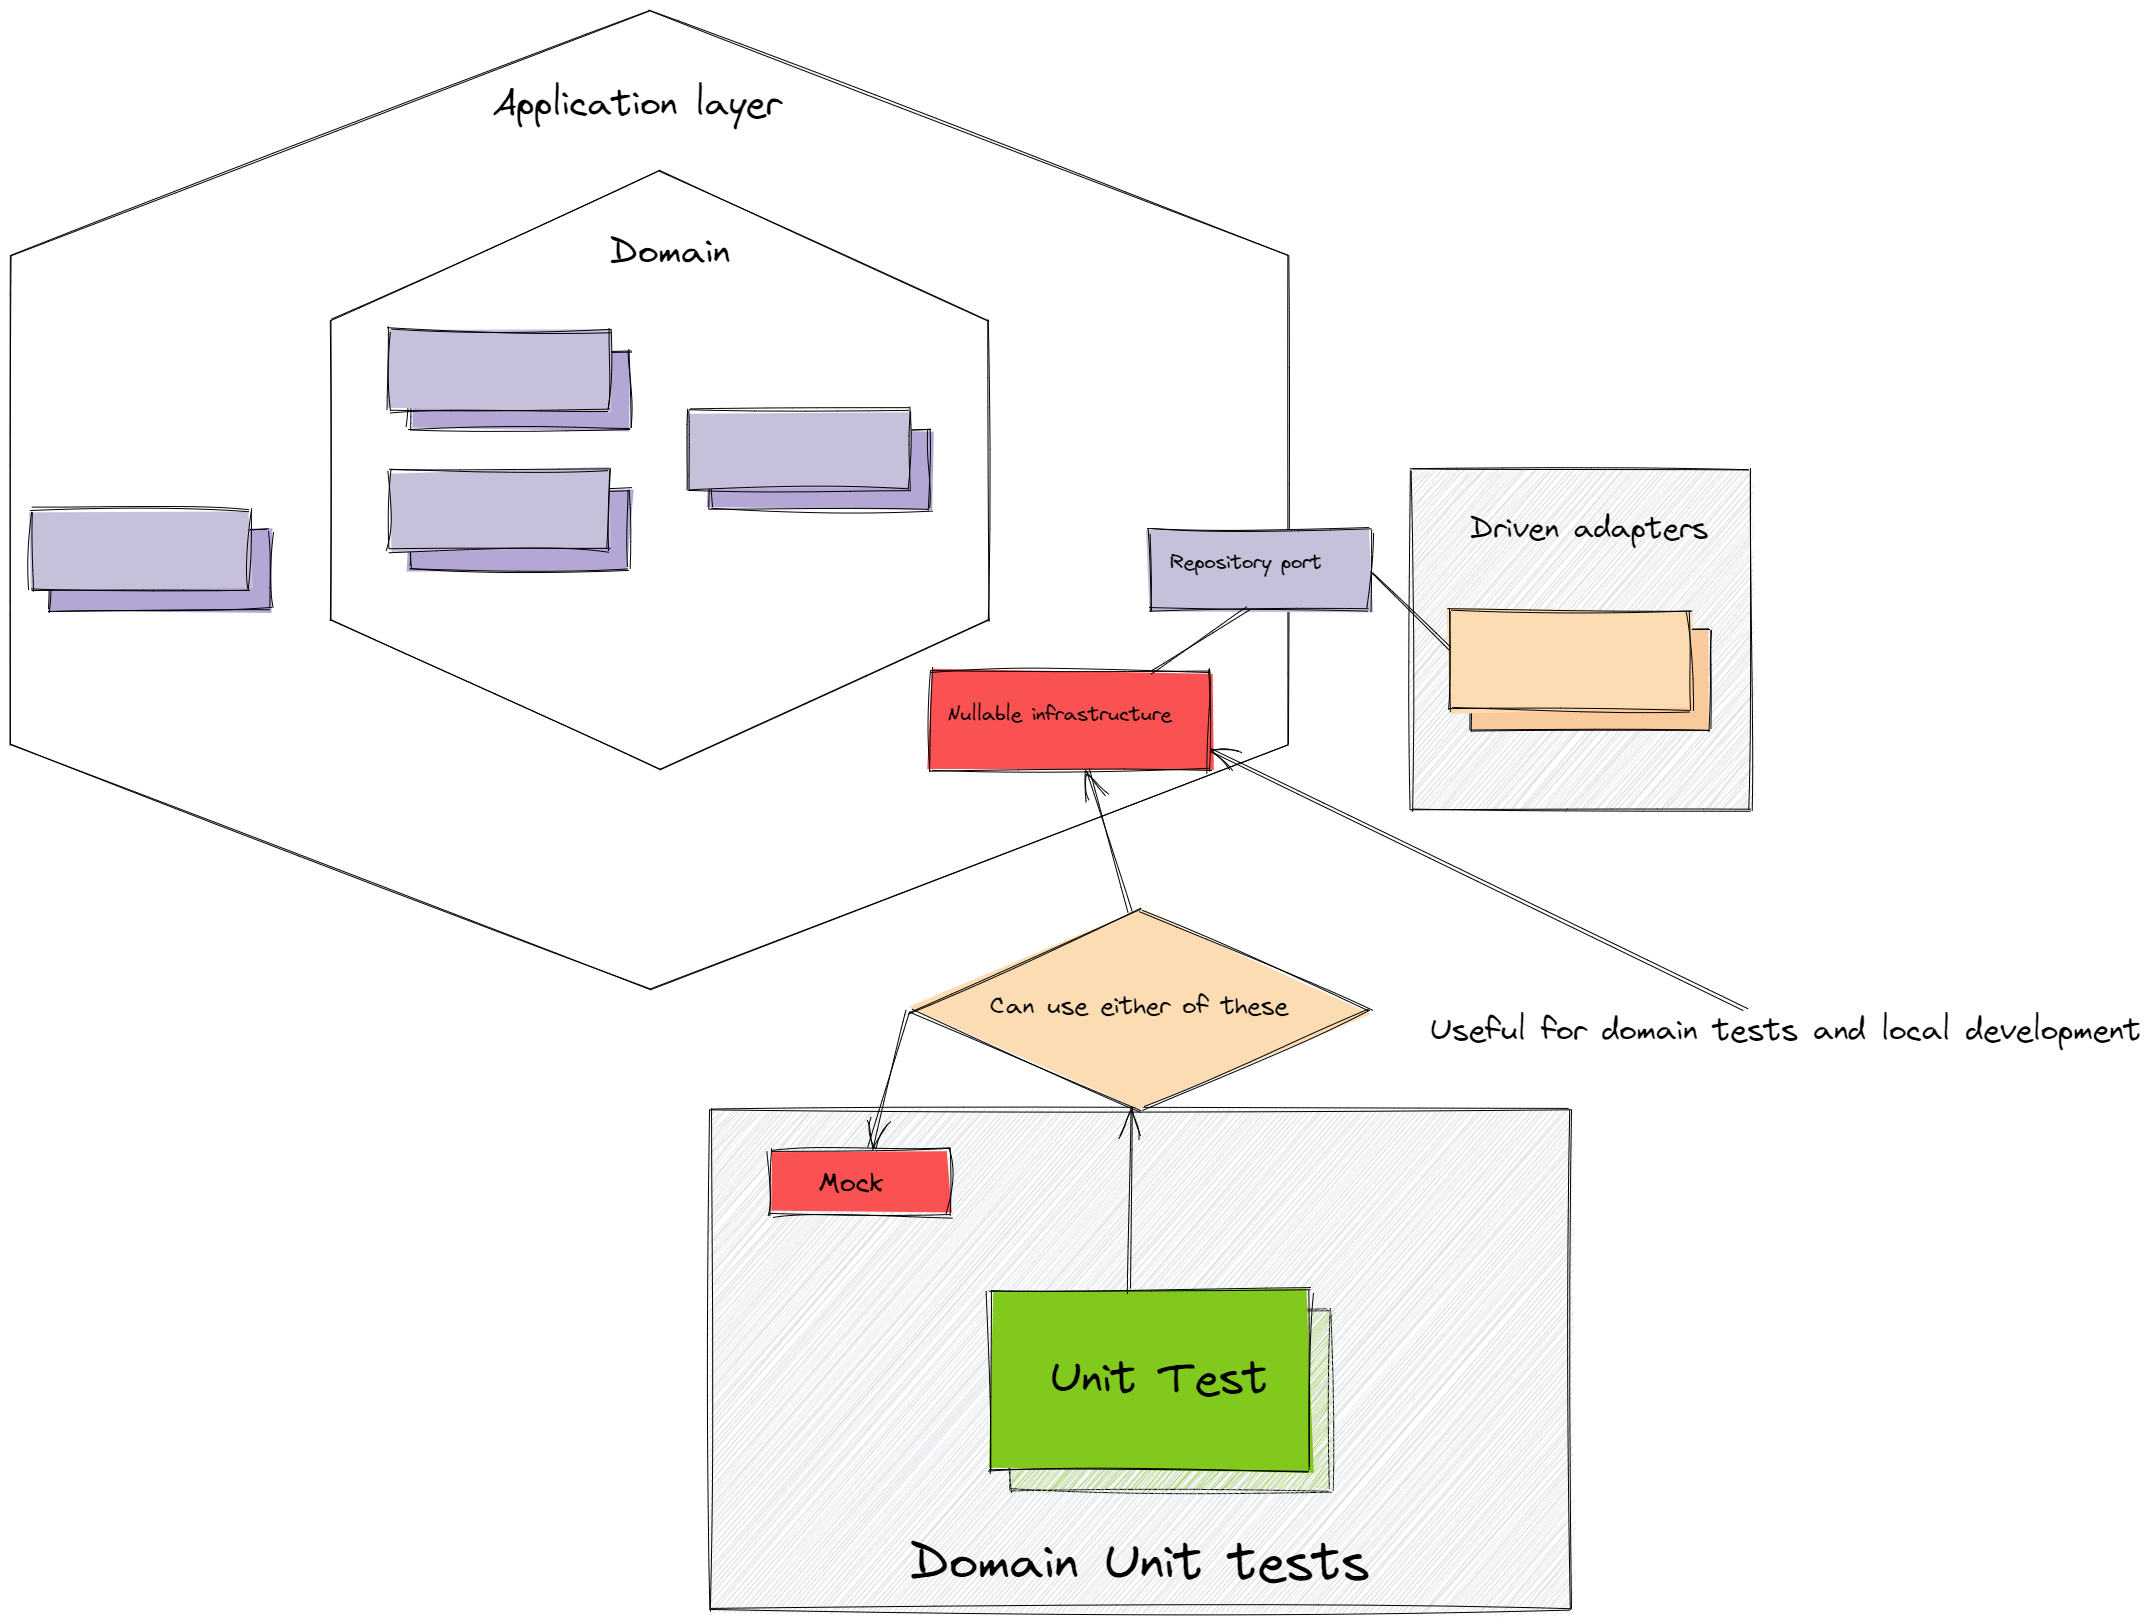 Application layer
Domain
Driven adapters
Repository port
Nullable infrastructure
Can use either of these
Useful for domain tests and local development
Mock
Unit Test
Domain Unit tests